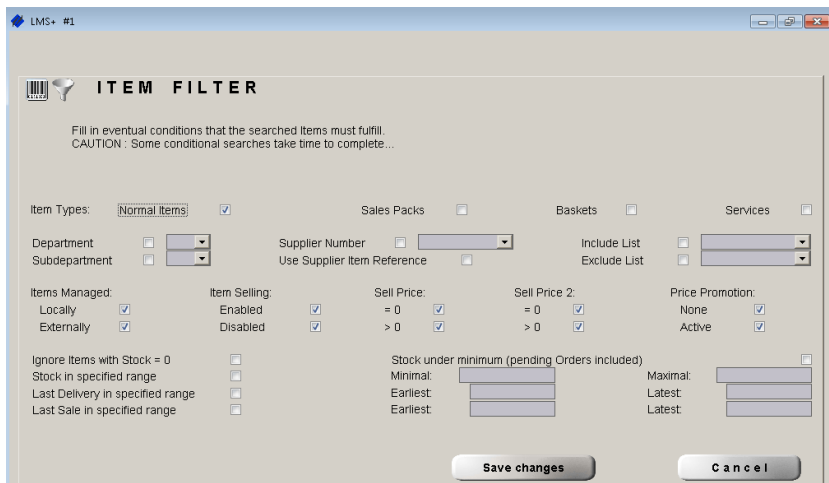 LMS+ #1
ITEM FILTER
Fill in eventual conditions that the searched Items must fulfill.
CAUTION : Some conditional searches take time to complete...
Item Types: Normal Items Sales Packs Baskets Services
Department Supplier Number Include List
Subdepartment Use Supplier Item Reference Exclude List
Items Managed: Item Selling: Sell Price: Sell Price 2: Price Promotion:
Locally Enabled = 0 = 0 None
Externally Disabled > 0 > 0 Active
Ignore Items with Stock = 0 Stock under minimum (pending Orders included)
Stock in specified range Minimal: Maximal:
Last Delivery in specified range Earliest: Latest:
Last Sale in specified range Earliest: Latest:
Save changes Cancel